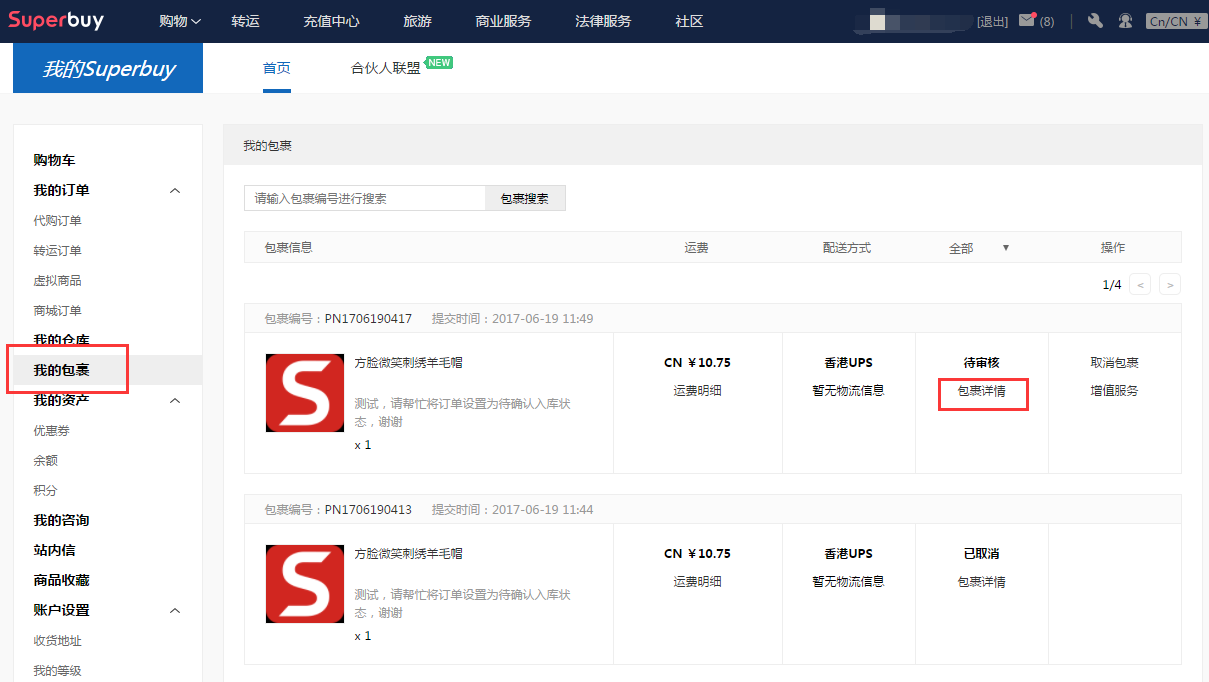 Superbuy 购物 转运 充值中心 旅游 商业服务 法律服务 社区 [退出] (8) Cn/CN ¥
我的Superbuy 首页 合伙人联盟 NEW
购物车
我的订单
代购订单
转运订单
虚拟商品
商城订单
我的仓库
我的包裹
我的资产
优惠券
余额
积分
我的咨询
站内信
商品收藏
账户设置
收货地址
我的等级
我的包裹
请输入包裹编号进行搜索 包裹搜索
包裹信息 运费 配送方式 全部 ▼ 操作
1/4 < >
包裹编号：PN1706190417 提交时间：2017-06-19 11:49
S 方脸微笑刺绣羊毛帽 CN ¥10.75 香港UPS 待审核 取消包裹
运费明细 暂无物流信息 包裹详情 增值服务
测试，请帮忙将订单设置为待确认入库状
态，谢谢
x 1
包裹编号：PN1706190413 提交时间：2017-06-19 11:44
S 方脸微笑刺绣羊毛帽 CN ¥10.75 香港UPS 已取消
运费明细 暂无物流信息 包裹详情
测试，请帮忙将订单设置为待确认入库状
态，谢谢
x 1